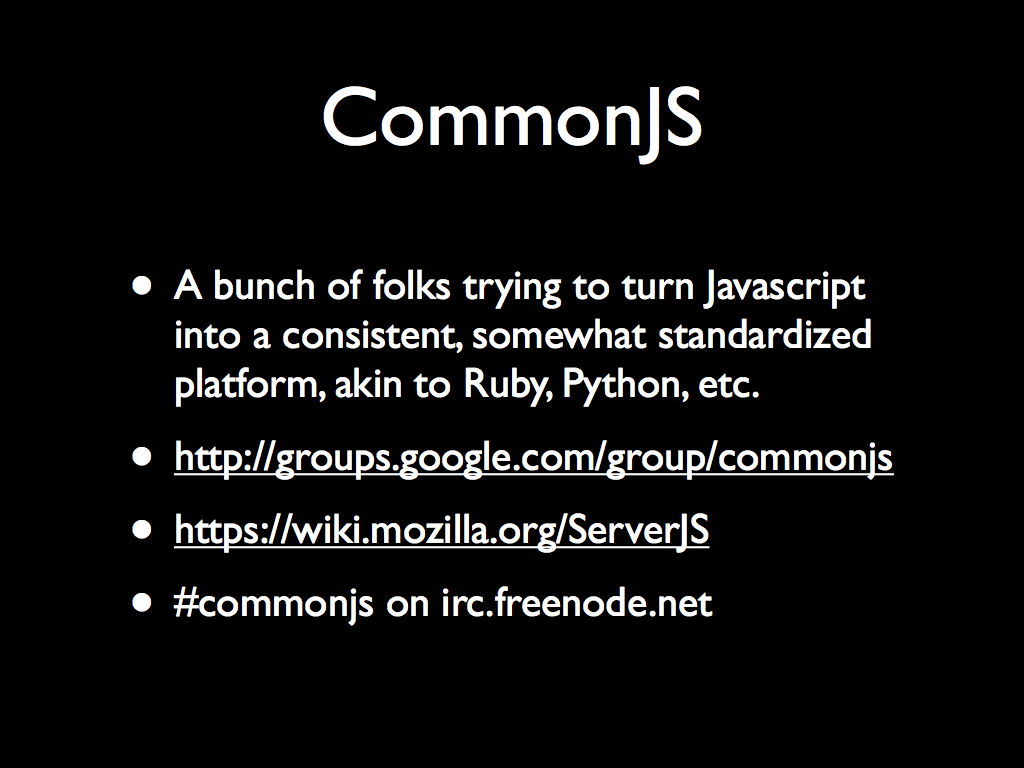 CommonJS
• A bunch of folks trying to turn Javascript
into a consistent, somewhat standardized
platform, akin to Ruby, Python, etc.
• http://groups.google.com/group/commonjs
• https://wiki.mozilla.org/ServerJS
• #commonjs on irc.freenode.net